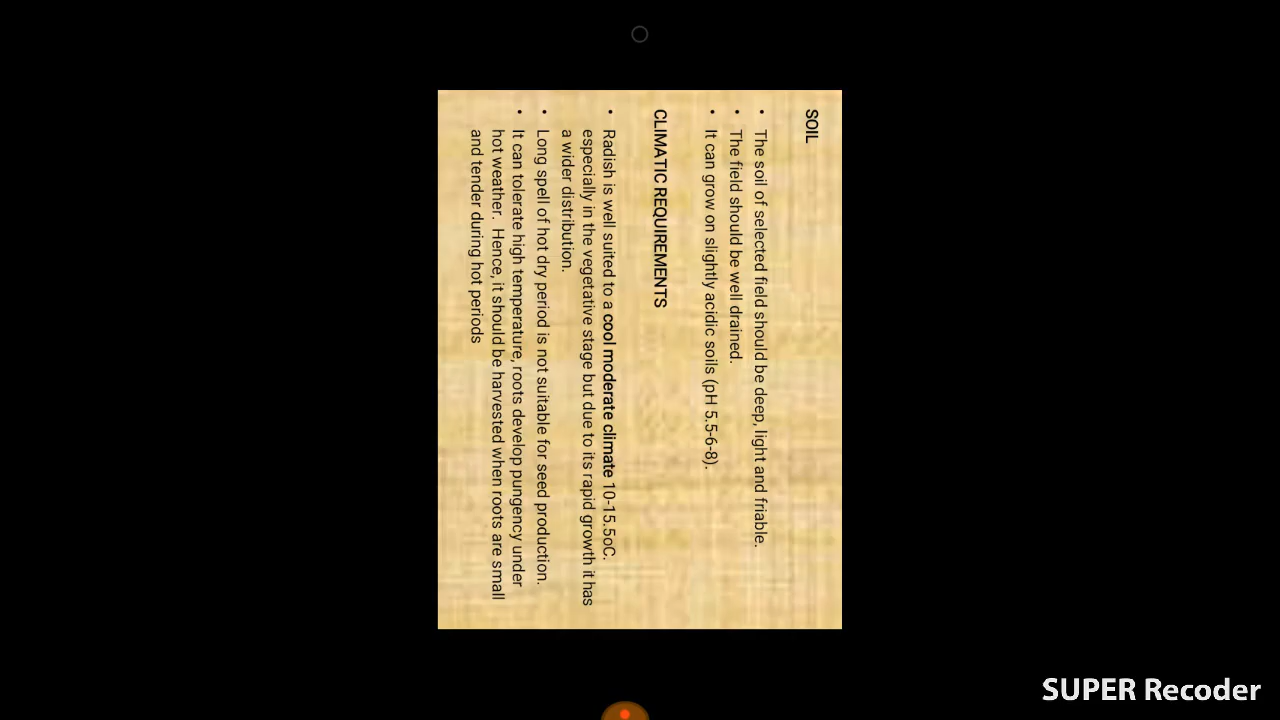 SOIL
• The soil of selected field should be deep, light and friable.
• The field should be well drained.
• It can grow on slightly acidic soils (pH 5.5-6-8).
CLIMATIC REQUIREMENTS
• Radish is well suited to a cool moderate climate 10-15.5oC.
especially in the vegetative stage but due to its rapid growth it has
a wider distribution.
• Long spell of hot dry period is not suitable for seed production.
• It can tolerate high temperature, roots develop pungency under
hot weather. Hence, it should be harvested when roots are small
and tender during hot periods
SUPER Recoder